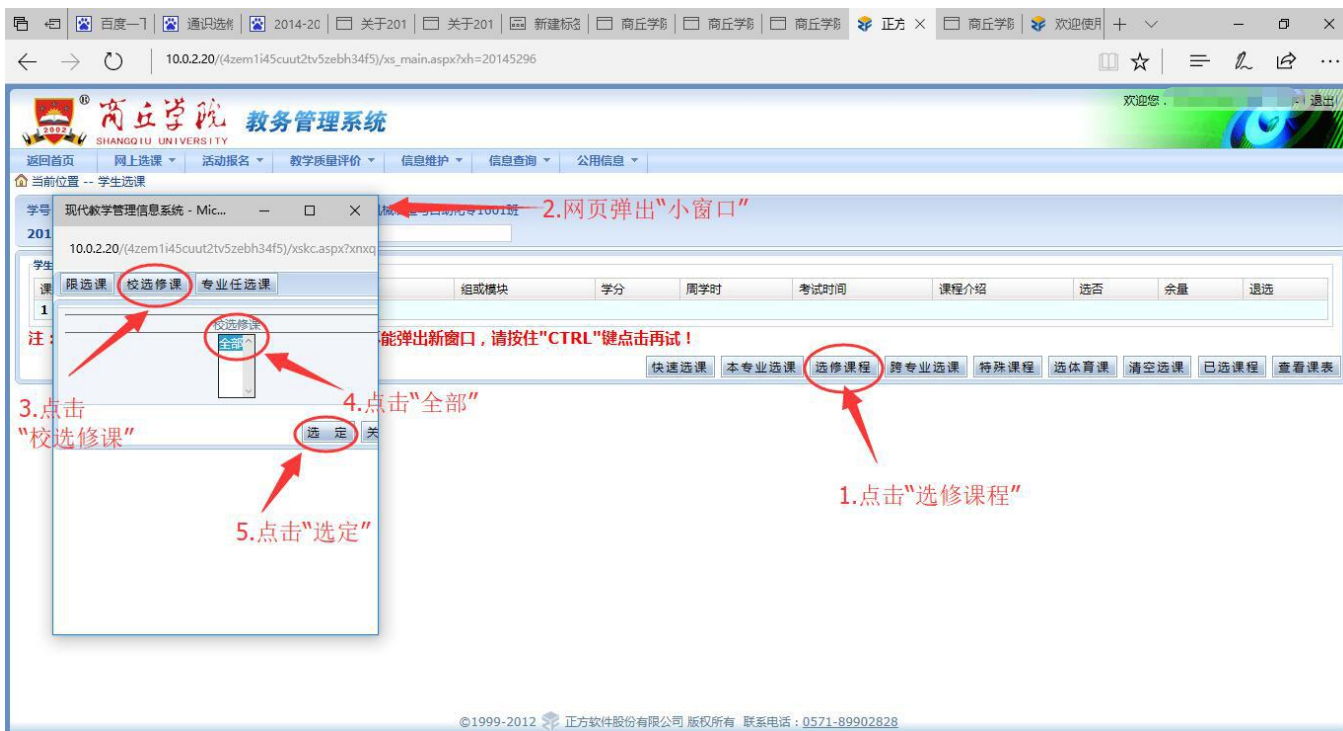 百度一下 通识选修 2014-20 关于201 关于201 新建标签 商丘学院 商丘学院 商丘学院 正方 商丘学院 欢迎使用
10.0.2.20/(4zem1i45cuut2tv5zebh34f5)/xs_main.aspx?xh=20145296
® 商丘学院 教务管理系统 欢迎您: 退出
2002 SHANGQIU UNIVERSITY
返回首页 网上选课 活动报名 教学质量评价 信息维护 信息查询 公用信息
当前位置 -- 学生选课
学号 现代教学管理信息系统 - Mic... 2.网页弹出“小窗口”
201
10.0.2.20/(4zem1i45cuut2tv5zebh34f5)/xskc.aspx?xnxq
学生
限选课 校选修课 专业任选课
课 组或模块 学分 周学时 考试时间 课程介绍 选否 余量 退选
1
校选修课
注: 能弹出新窗口,请按住"CTRL"键点击再试!
全部
快速选课 本专业选课 选修课程 跨专业选课 特殊课程 选体育课 清空选课 已选课程 查看课表
3.点击
“校选修课”
4.点击“全部”
选 定 关
1.点击“选修课程”
5.点击“选定”
©1999-2012 正方软件股份有限公司 版权所有 联系电话:0571-89902828